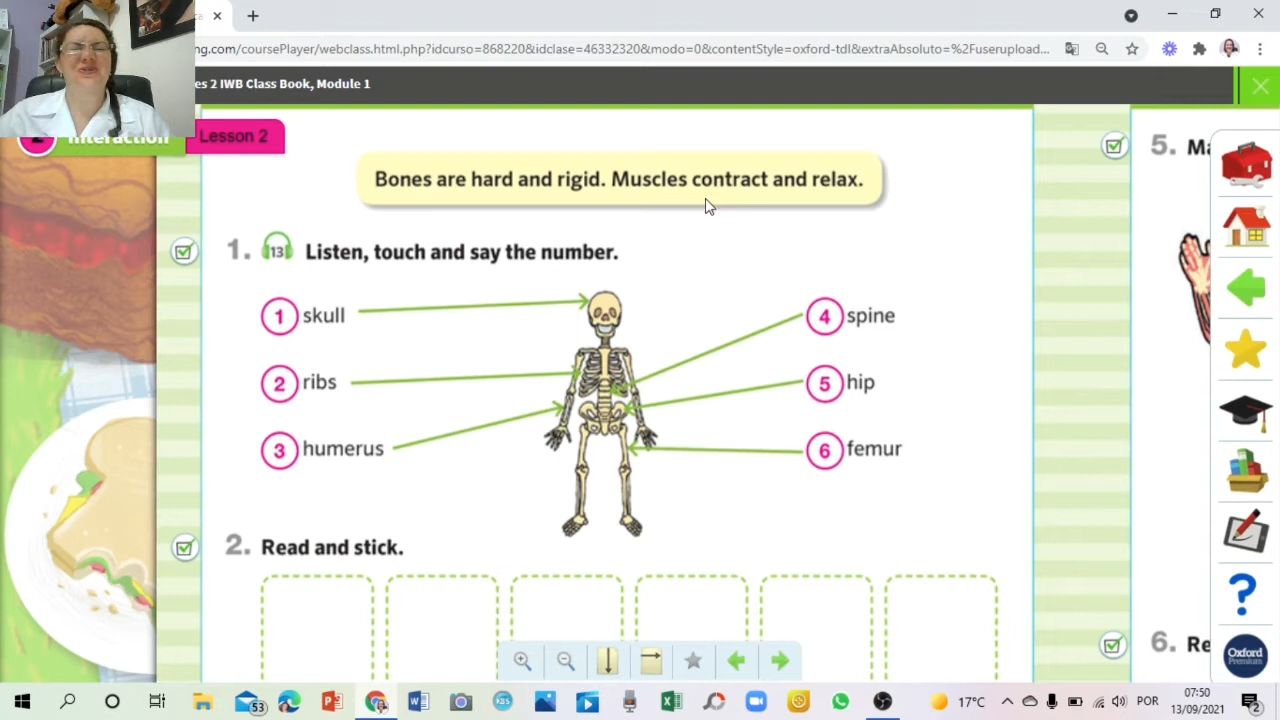 ng.com/coursePlayer/webclass.html.php?idcurso=868220&idclase=46332320&modo=0&contentStyle=oxford-tdl&extraAbsoluto=%2Fuserupload...
es 2 IWB Class Book, Module 1
2 Interaction
Lesson 2
Bones are hard and rigid. Muscles contract and relax.
1. 13 Listen, touch and say the number.
1 skull
2 ribs
3 humerus
4 spine
5 hip
6 femur
2. Read and stick.
5. Ma
6. Re
Oxford Premium
53
17°C
POR
07:50
13/09/2021
2